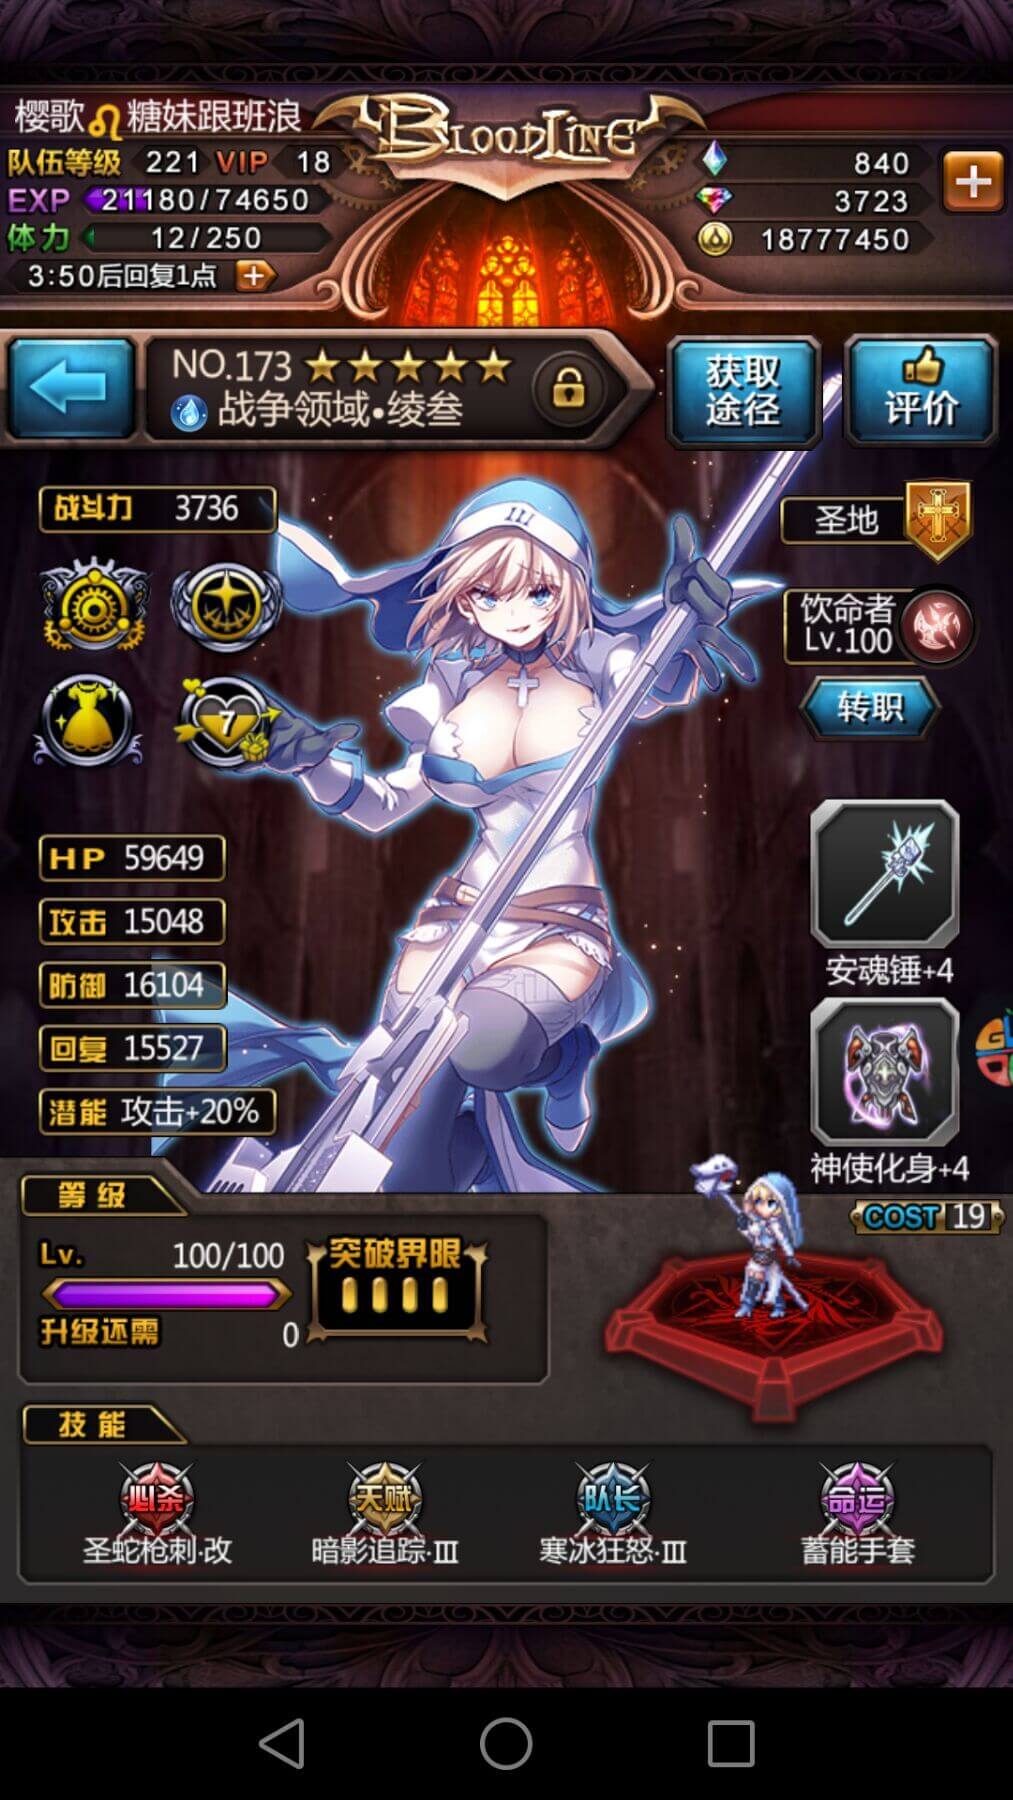 樱歌♌糖妹跟班浪
BLOODLINE
队伍等级 221 VIP 18
840
EXP 21180/74650
3723
体力 12/250
18777450
3:50后回复1点
NO.173
战争领域•绫叁
获取
途径
评价
战斗力 3736
III
圣地
饮命者
Lv.100
转职
7
HP 59649
攻击 15048
防御 16104
回复 15527
潜能 攻击+20%
安魂锤+4
神使化身+4
COST 19
等级
Lv. 100/100
突破界限
升级还需 0
技能
必杀
天赋
队长
命运
圣蛇枪刺·改
暗影追踪·III
寒冰狂怒·III
蓄能手套